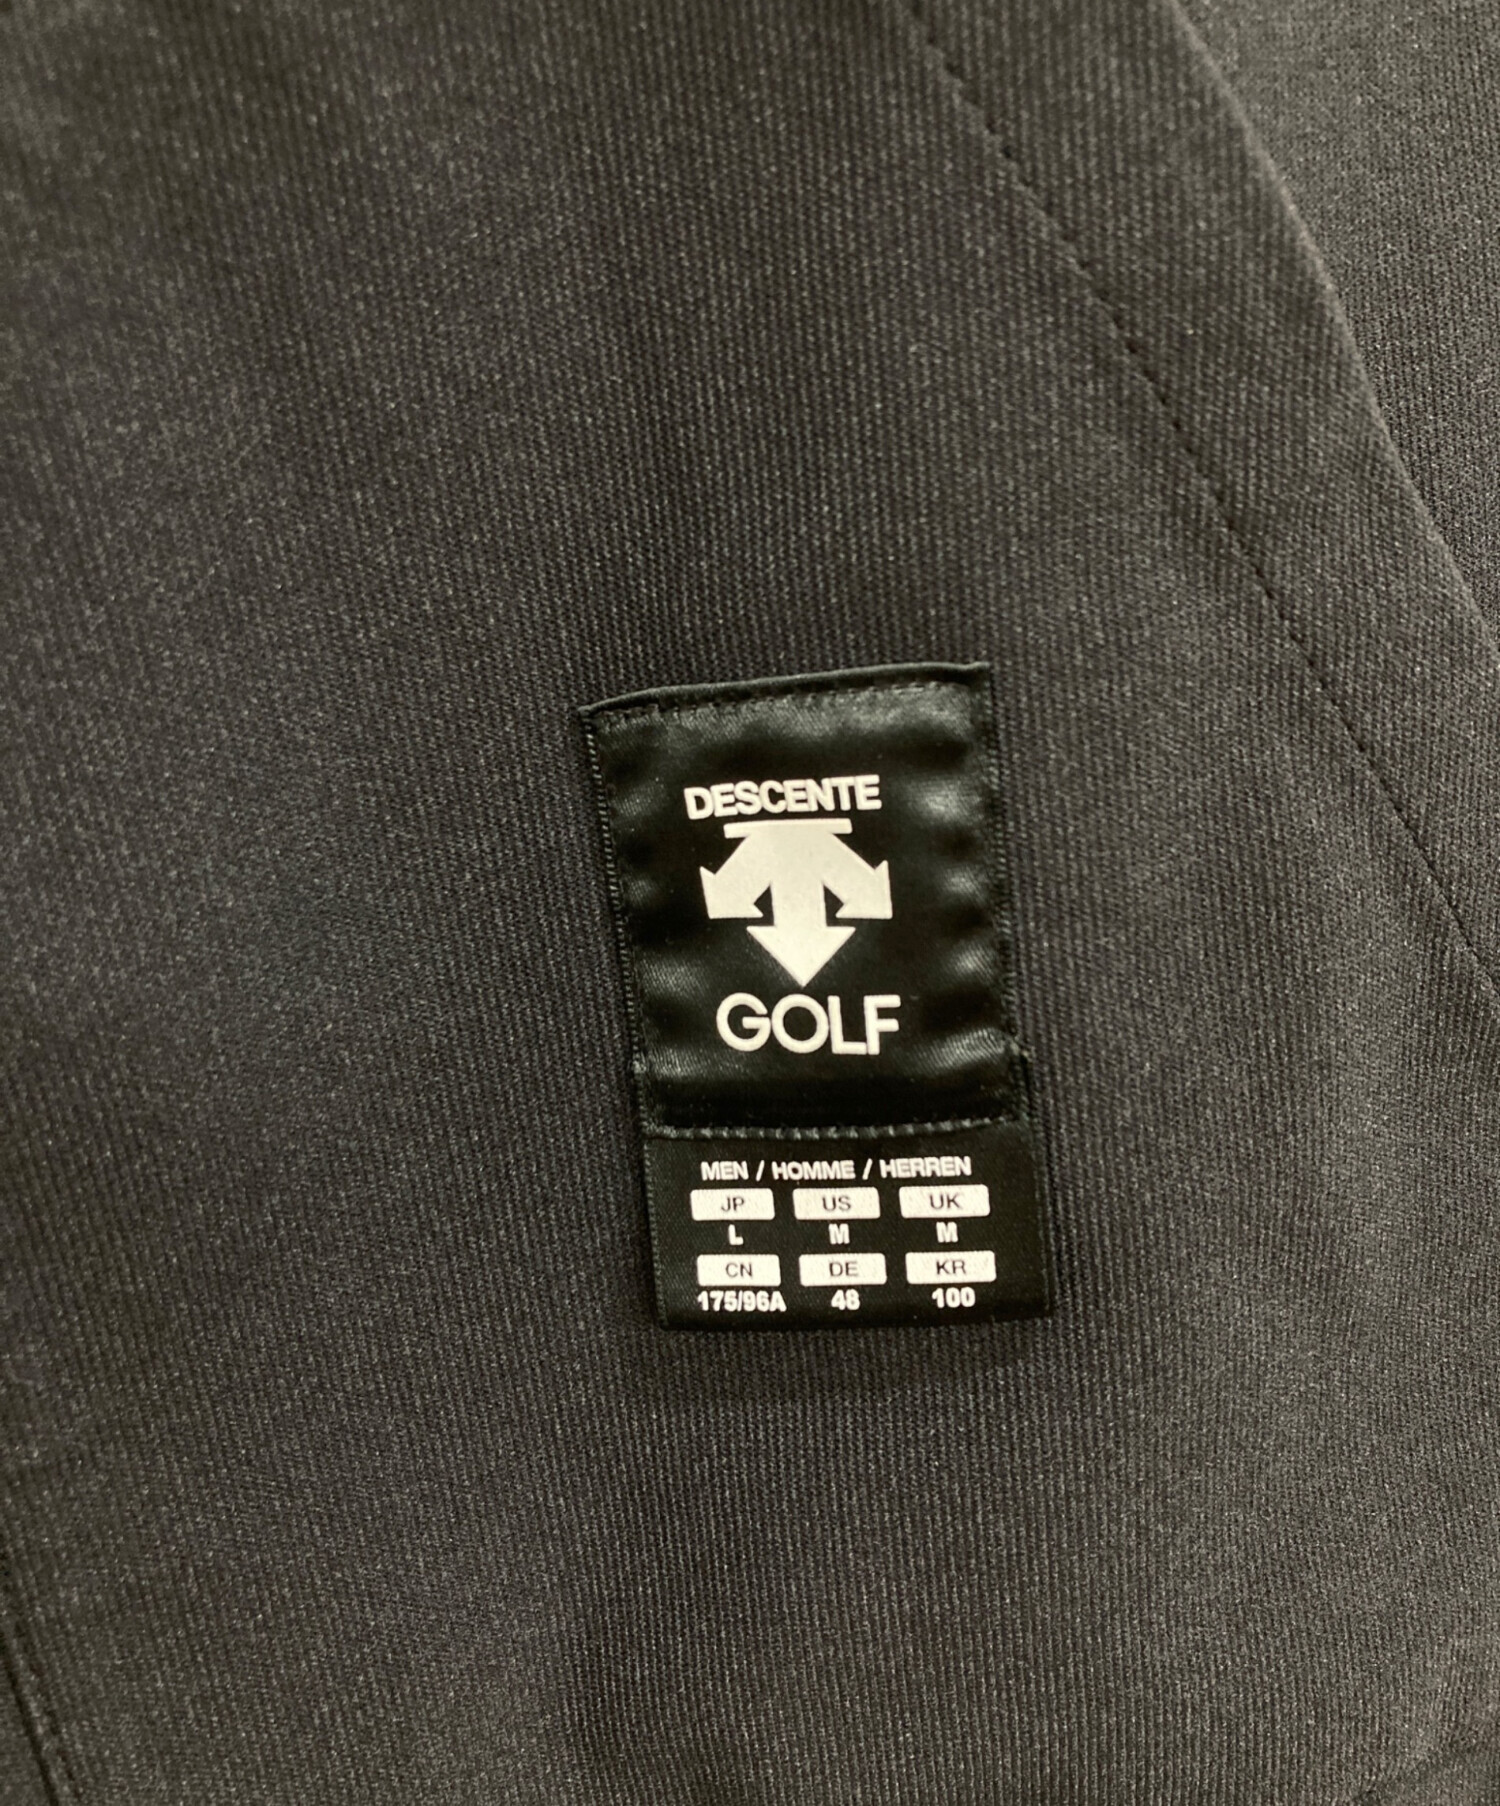 DESCENTE
GOLF
MEN / HOMME / HERREN
JP US UK
L M M
CN DE KR
175/96A 48 100